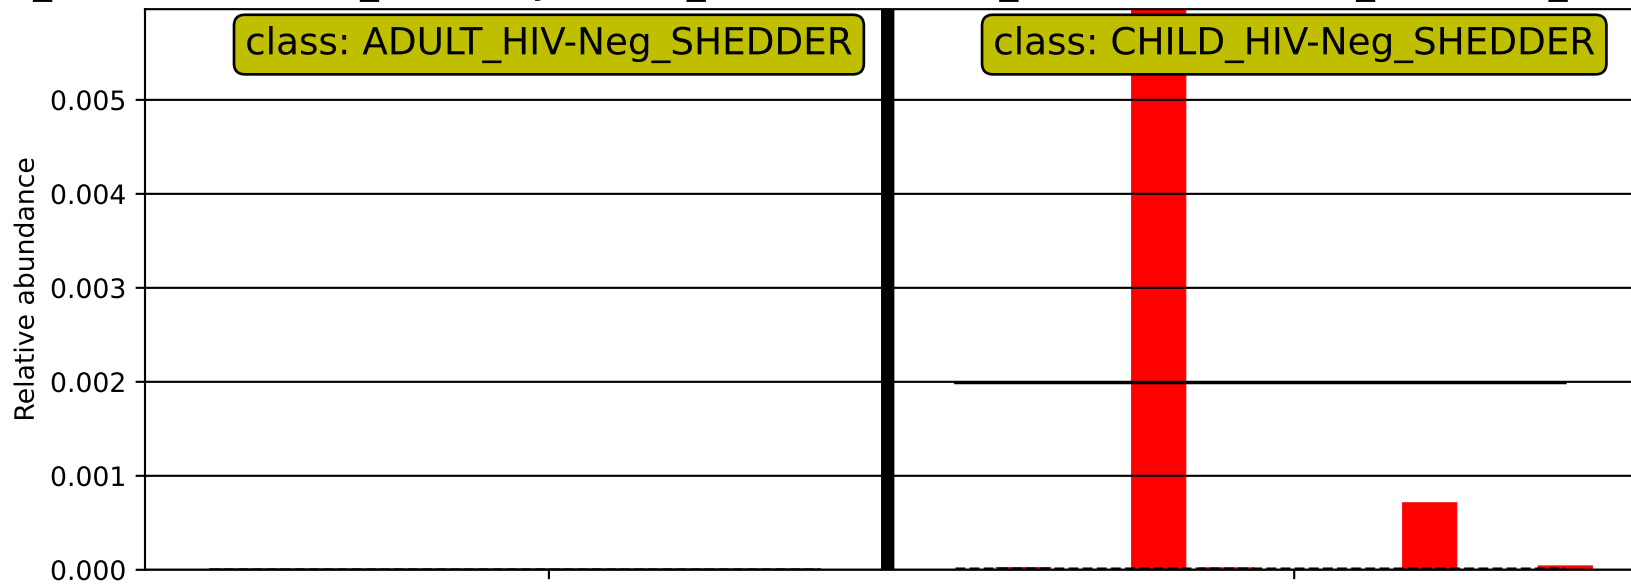 class: ADULT_HIV-Neg_SHEDDER
class: CHILD_HIV-Neg_SHEDDER
0.005
0.004
0.003
0.002
0.001
0.000
Relative abundance